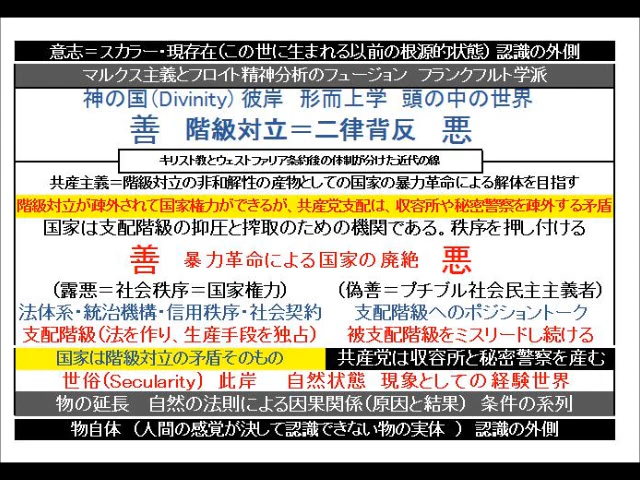 意志＝スカラー・現存在(この世に生まれる以前の根源的状態) 認識の外側
マルクス主義とフロイト精神分析のフュージョン フランクフルト学派
神の国(Divinity) 彼岸 形而上学 頭の中の世界
善 階級対立＝二律背反 悪
キリスト教とウェストファリア条約後の体制が分けた近代の線
共産主義＝階級対立の非和解性の産物としての国家の暴力革命による解体を目指す
階級対立が疎外されて国家権力ができるが、共産党支配は、収容所や秘密警察を疎外する矛盾
国家は支配階級の抑圧と搾取のための機関である。秩序を押し付ける
善 暴力革命による国家の廃絶 悪
(露悪＝社会秩序＝国家権力) (偽善＝プチブル社会民主主義者)
法体系・統治機構・信用秩序・社会契約 支配階級へのポジショントーク
支配階級(法を作り、生産手段を独占) 被支配階級をミスリードし続ける
国家は階級対立の矛盾そのもの 共産党は収容所と秘密警察を産む
世俗(Secularity) 此岸 自然状態 現象としての経験世界
物の延長 自然の法則による因果関係(原因と結果) 条件の系列
物自体 (人間の感覚が決して認識できない物の実体 ) 認識の外側